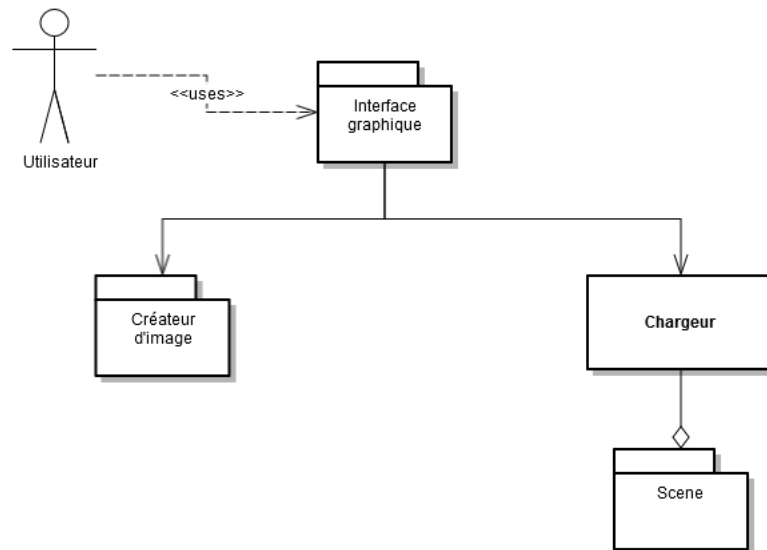 <<uses>>
Interface
graphique
Utilisateur
Créateur
d'image
Chargeur
Scene